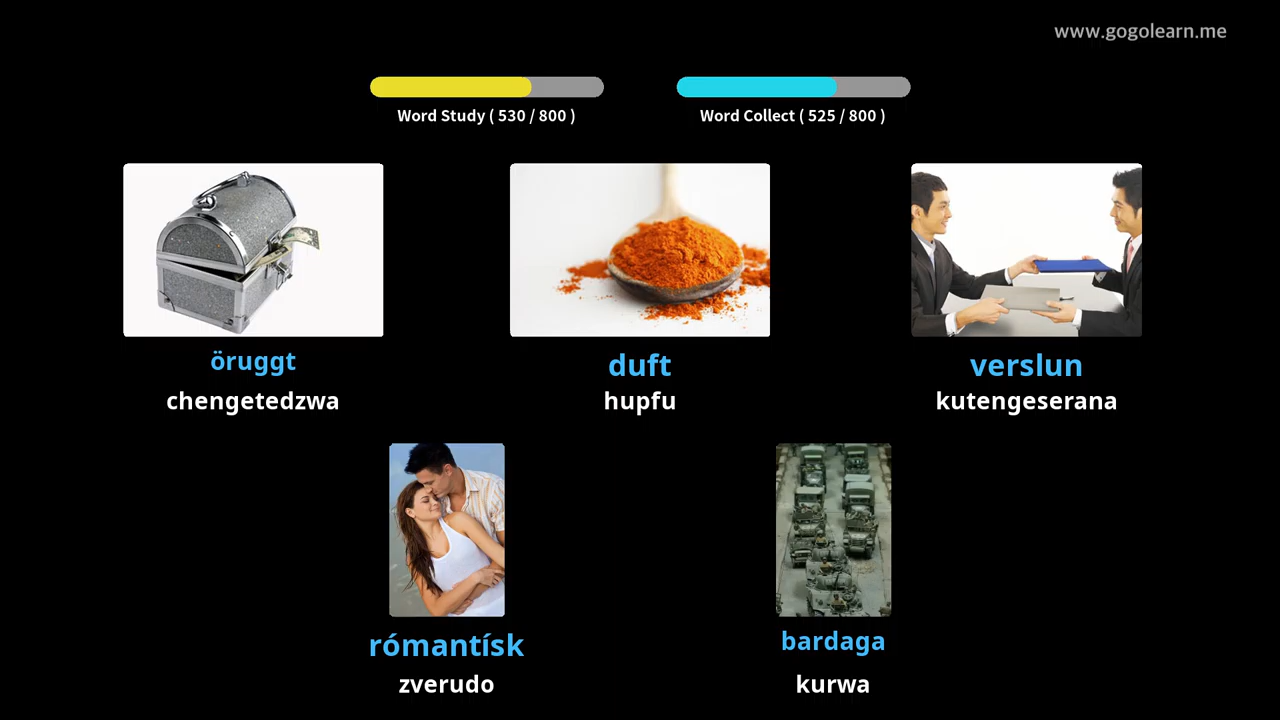 www.gogolearn.me
Word Study ( 530 / 800 )
Word Collect ( 525 / 800 )
öruggt
duft
verslun
chengetedzwa
hupfu
kutengeserana
rómantísk
bardaga
zverudo
kurwa